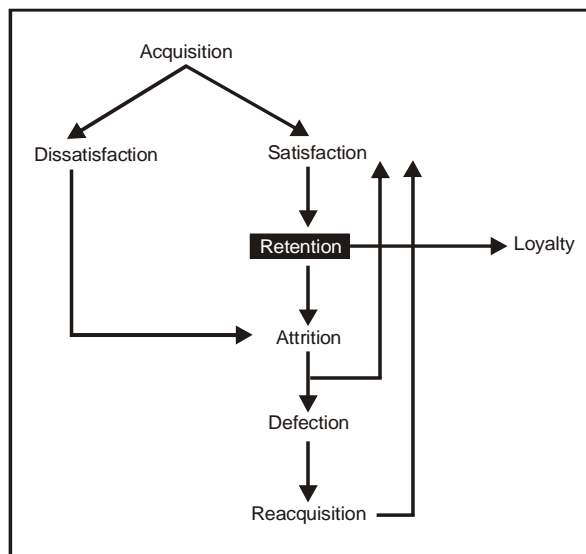 Acquisition
Dissatisfaction
Satisfaction
Retention
Loyalty
Attrition
Defection
Reacquisition